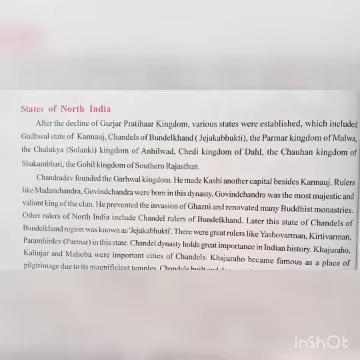 States of North India
After the decline of Gurjar Pratihaar Kingdom, various states were established, which included
Gadhwal state of Kannauj, Chandels of Bundelkhand ( Jejakabhukti), the Parmar kingdom of Malwa,
the Chalukya (Solanki) kingdom of Anhilwad, Chedi kingdom of Dahl, the Chauhan kingdom of
Shakambhari, the Gohil kingdom of Southern Rajasthan.
Chandradev founded the Garhwal kingdom. He made Kashi another capital besides Kannauj. Rulers
like Madanchandra, Govindchandra were born in this dynasty. Govindchandra was the most majestic and
valiant king of the clan. He prevented the invasion of Ghazni and renovated many Buddhist monastries.
Other rulers of North India include Chandel rulers of Bundelkhand. Later this state of Chandels of
Bundelkhand region was known as 'Jejakabhukti'. There were great rulers like Yashovarman, Kirtivarman,
Paramhirdev (Parmar) in this state. Chandel dynasty holds great importance in Indian history. Khajuraho,
Kalinjar and Mahoba were important cities of Chandels. Khajuraho became famous as a place of
pilgrimage due to its magnificient temples. Chandels built and
InShOt